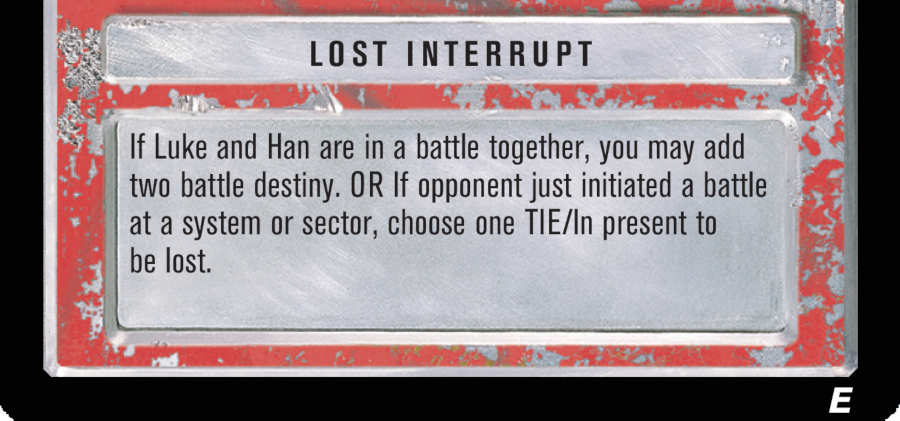 LOST INTERRUPT
If Luke and Han are in a battle together, you may add
two battle destiny. OR If opponent just initiated a battle
at a system or sector, choose one TIE/In present to
be lost.
E